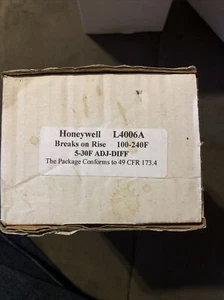 Honeywell L4006A
Breaks on Rise 100-240F
5-30F ADJ-DIFF
The Package Conforms to 49 CFR 173.4